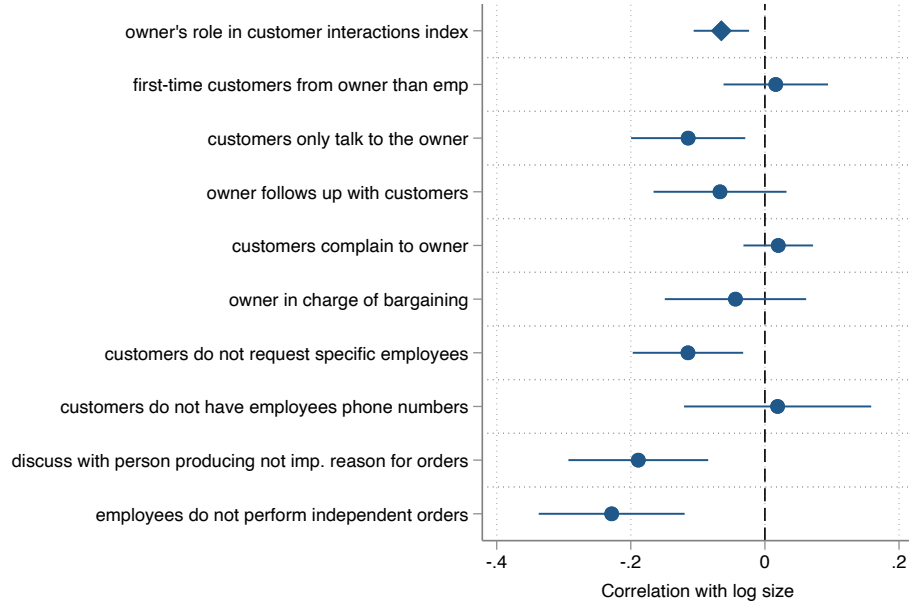 owner's role in customer interactions index
first-time customers from owner than emp
customers only talk to the owner
owner follows up with customers
customers complain to owner
owner in charge of bargaining
customers do not request specific employees
customers do not have employees phone numbers
discuss with person producing not imp. reason for orders
employees do not perform independent orders
-.4 -.2 0 .2
Correlation with log size